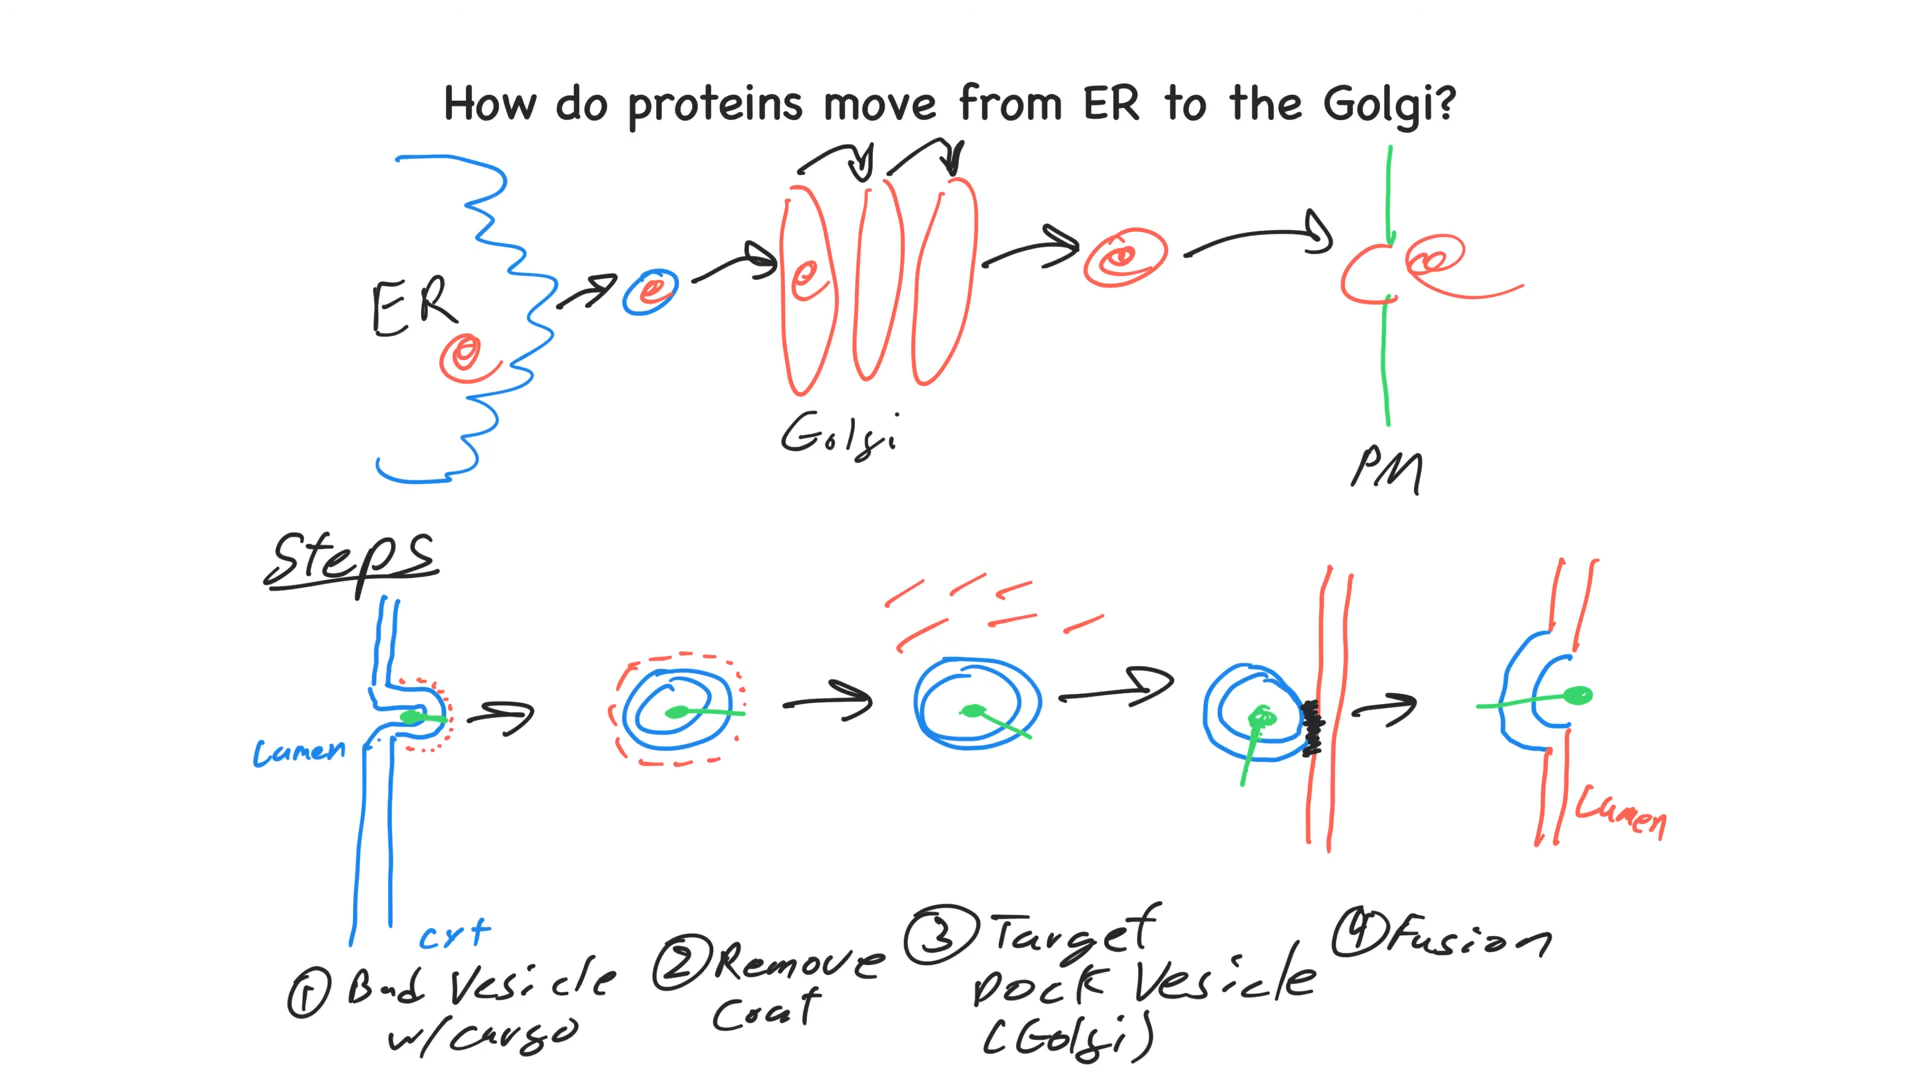 How do proteins move from ER to the Golgi?
ER
Golgi
PM
Steps
Lumen
Lumen
cyt
① Bud Vesicle
w/cargo
② Remove
Coat
③ Target
Dock Vesicle
(Golgi)
④ Fusion